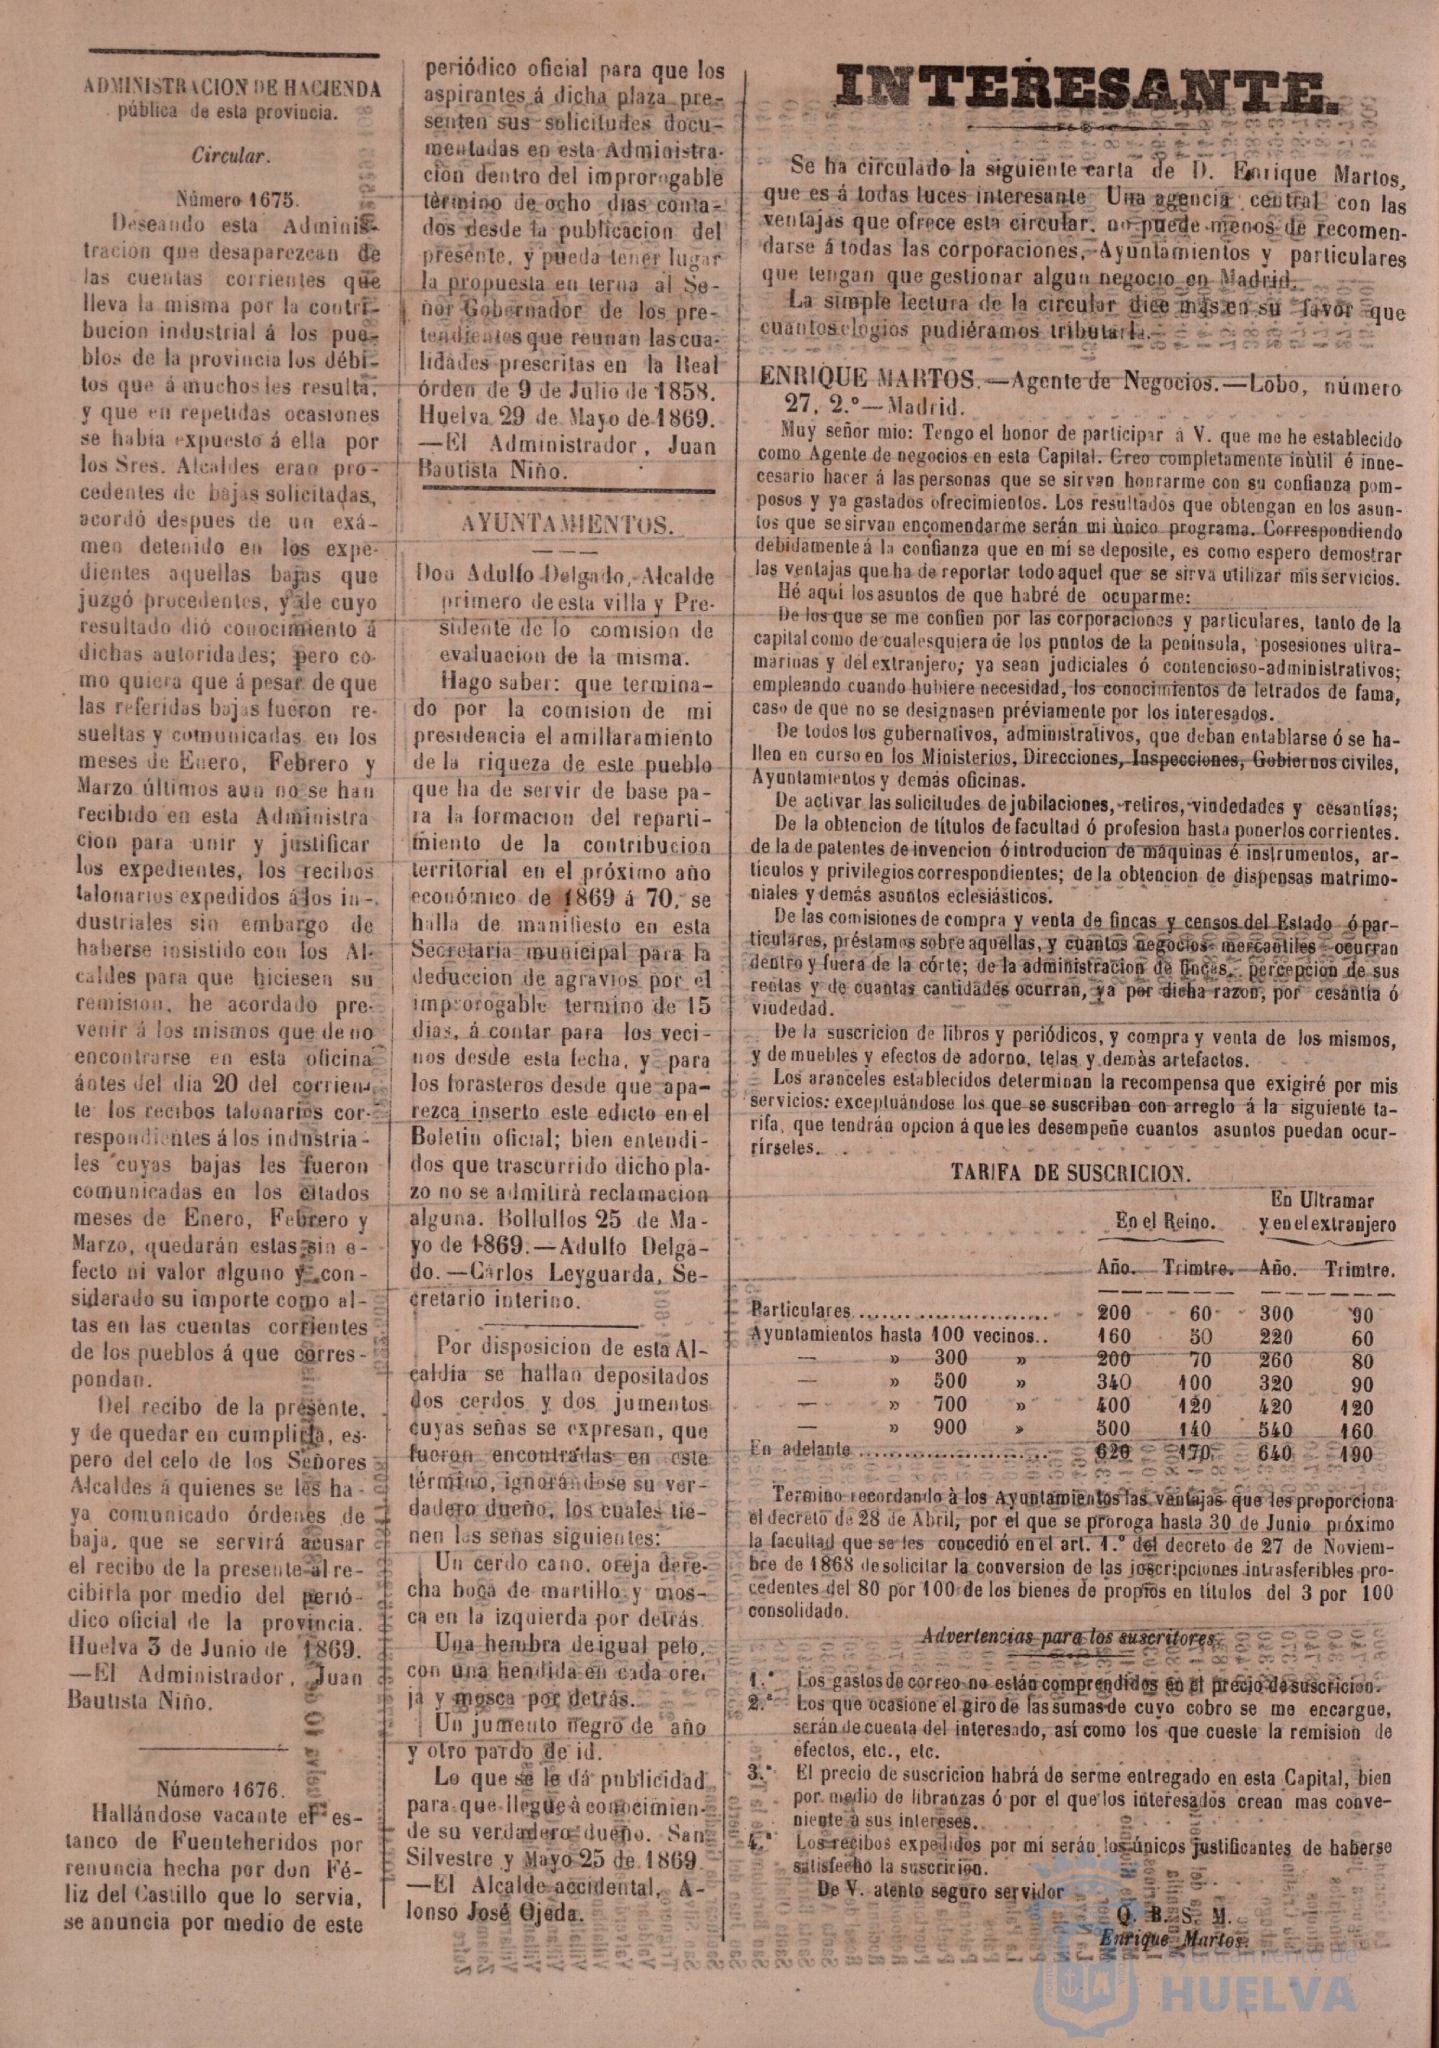 ADMINISTRACION DE HACIENDA
pública de esta provincia.
Circular.
Número 1675.
Deseando esta Adminis-
tracion que desaparezcan de
las cuentas corrientes que
lleva la misma por la contri-
bucion industrial á los pue-
blos de la provincia los débi-
tos que á muchos les resulta,
y que en repetidas ocasiones
se habia expuesto á ella por
los Sres. Alcaldes eran pro-
cedentes de bajas solicitadas,
acordó despues de un exá-
men detenido en los expe-
dientes aquellas bajas que
juzgó procedentes, y de cuyo
resultado dió conocimiento á
dichas autoridades; pero co-
mo quiera que á pesar de que
las referidas bajas fueron re-
sueltas y comunicadas en los
meses de Enero, Febrero y
Marzo últimos aun no se han
recibido en esta Administra
cion para unir y justificar
los expedientes, los recibos
talonarios expedidos á los in-
dustriales sin embargo de
haberse insistido con los Al-
caldes para que hiciesen su
remision, he acordado pre-
venir á los mismos que de no
encontrarse en esta oficina
ántes del dia 20 del corrien-
te los recibos talonarios cor-
respondientes á los industria-
les cuyas bajas les fueron
comunicadas en los citados
meses de Enero, Febrero y
Marzo, quedarán estas sin e-
fecto ni valor alguno y con-
siderado su importe como al-
tas en las cuentas corrientes
de los pueblos á que corres-
pondan.
Del recibo de la presente,
y de quedar en cumplirla, es-
pero del celo de los Señores
Alcaldes á quienes se les ha-
ya comunicado órdenes de
baja, que se servirá acusar
el recibo de la presente al re-
cibirla por medio del perió-
dico oficial de la provincia.
Huelva 3 de Junio de 1869.
—El Administrador, Juan
Bautista Niño.
Número 1676.
Hallándose vacante el es-
tanco de Fuenteheridos por
renuncia hecha por don Fé-
liz del Castillo que lo servia,
se anuncia por medio de este
periódico oficial para que los
aspirantes á dicha plaza pre-
senten sus solicitudes docu-
mentadas en esta Administra-
cion dentro del improrogable
término de ocho dias conta-
dos desde la publicacion del
presente, y pueda tener lugar
la propuesta en terna al Se-
ñor Gobernador de los pre-
tendientes que reunan las cua-
lidades prescritas en la Real
órden de 9 de Julio de 1858.
Huelva 29 de Mayo de 1869.
—El Administrador, Juan
Bautista Niño.
AYUNTAMIENTOS.
Don Adulfo Delgado, Alcalde
primero de esta villa y Pre-
sidente de lo comision de
evaluacion de la misma.
Hago saber: que termina-
do por la comision de mi
presidencia el amillaramiento
de la riqueza de este pueblo
que ha de servir de base pa-
ra la formacion del reparti-
miento de la contribucion
territorial en el próximo año
económico de 1869 á 70, se
halla de manifiesto en esta
Secretaria municipal para la
deduccion de agravios por el
improrogable termino de 15
dias, á contar para los veci-
nos desde esta fecha, y para
los forasteros desde que apa-
rezca inserto este edicto en el
Boletin oficial; bien entendi-
dos que trascurrido dicho pla-
zo no se admitirà reclamacion
alguna. Bollullos 25 de Ma-
yo de 1869.—Adulfo Delga-
do.—Cárlos Leyguarda, Se-
cretario interino.
Por disposicion de esta Al-
caldia se hallan depositados
dos cerdos y dos jumentos
cuyas señas se expresan, que
fueron encontradas en este
término, ignorándose su ver-
dadero dueño, los cuales tie-
nen las señas siguientes:
Un cerdo cano, oreja dere-
cha boca de martillo y mos-
ca en la izquierda por detrás.
Una hembra de igual pelo,
con una hendida en cada ore-
ja y mosca por detrás.
Un jumento negro de año
y otro pardo de id.
Lo que se le dá publicidad
para que llegue à conocimien-
de su verdadero dueño. San
Silvestre y Mayo 25 de 1869
—El Alcalde accidental, A-
lonso José Ojeda.
INTERESANTE.
Se ha circulado la siguiente carta de D. Enrique Martos,
que es á todas luces interesante Una agencia central con las
ventajas que ofrece esta circular, no puede menos de recomen-
darse á todas las corporaciones, Ayuntamientos y particulares
que tengan que gestionar algun negocio en Madrid.
La simple lectura de la circular dice más en su favor que
cuantos elogios pudiéramos tributarla.
ENRIQUE MARTOS.—Agente de Negocios.—Lobo, número
27, 2.º—Madrid.
Muy señor mio: Tengo el honor de participar á V. que me he establecido
como Agente de negocios en esta Capital. Creo completamente inùtil é inne-
cesario hacer á las personas que se sirvan honrarme con su confianza pom-
posos y ya gastados ofrecimientos. Los resultados que obtengan en los asun-
tos que se sirvan encomendarme serán mi ùnico programa. Correspondiendo
debidamente á la confianza que en mí se deposite, es como espero demostrar
las ventajas que ha de reportar todo aquel que se sirva utilizar mis servicios.
Hé aquí los asuntos de que habré de ocuparme:
De los que se me confien por las corporaciones y particulares, tanto de la
capital como de cualesquiera de los puntos de la península, posesiones ultra-
marinas y del extranjero; ya sean judiciales ó contencioso-administrativos;
empleando cuando hubiere necesidad, los conocimientos de letrados de fama,
caso de que no se designasen préviamente por los interesados.
De todos los gubernativos, administrativos, que deban entablarse ó se ha-
llen en curso en los Ministerios, Direcciones, Inspecciones, Gobiernos civiles,
Ayuntamientos y demás oficinas.
De activar las solicitudes de jubilaciones, retiros, viudedades y cesantías;
De la obtencion de títulos de facultad ó profesion hasta ponerlos corrientes.
de la de patentes de invencion ó introducion de máquinas é instrumentos, ar-
tículos y privilegios correspondientes; de la obtencion de dispensas matrimo-
niales y demás asuntos eclesiásticos.
De las comisiones de compra y venta de fincas y censos del Estado ó par-
ticulares, préstamos sobre aquellas, y cuantos negocios mercantiles ocurran
dentro y fuera de la córte; de la administracion de fincas, percepcion de sus
rentas y de cuantas cantidades ocurran, ya por dicha razon, por cesantía ó
viudedad.
De la suscricion de libros y periódicos, y compra y venta de los mismos,
y de muebles y efectos de adorno, telas y demàs artefactos.
Los aranceles establecidos determinan la recompensa que exigiré por mis
servicios: exceptuándose los que se suscriban con arreglo á la siguiente ta-
rifa, que tendrán opcion á que les desempeñe cuantos asuntos puedan ocur-
rírseles.
TARIFA DE SUSCRICION.
En el Reino. En Ultramar y en el extranjero
Año. Trimtre. Año. Trimtre.
Particulares........................ 200 60 300 90
Ayuntamientos hasta 100 vecinos.. 160 50 220 60
— » 300 » 200 70 260 80
— » 500 » 340 100 320 90
— » 700 » 400 120 420 120
— » 900 » 500 140 540 160
En adelante........................ 620 170 640 190
Termino recordando à los Ayuntamientos las ventajas que les proporciona
el decreto de 28 de Abril, por el que se proroga hasta 30 de Junio próximo
la facultad que se les concedió en el art. 1.º del decreto de 27 de Noviem-
bre de 1868 de solicitar la conversion de las inscripciones intrasferibles pro-
cedentes del 80 por 100 de los bienes de propios en títulos del 3 por 100
consolidado.
Advertencias para los suscritores.
1.ª Los gastos de correo no están comprendidos en el precio de suscricion.
2.ª Los que ocasione el giro de las sumas de cuyo cobro se me encargue,
serán de cuenta del interesado, así como los que cueste la remision de
efectos, etc., etc.
3.ª El precio de suscricion habrá de serme entregado en esta Capital, bien
por medio de libranzas ó por el que los interesados crean mas conve-
niente à sus intereses.
4.ª Los recibos expedidos por mí serán los únicos justificantes de haberse
satisfecho la suscricion.
De V. atento seguro servidor
Q. B. S. M.
Enrique Martos.
Ayuntamiento de
HUELVA